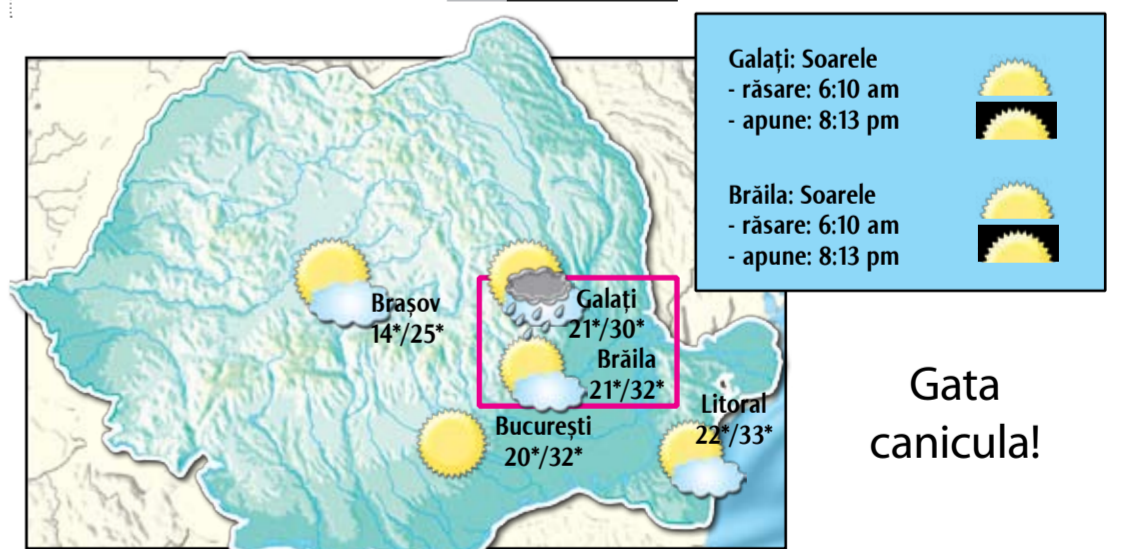 Galați: Soarele
- răsare: 6:10 am
- apune: 8:13 pm
Brăila: Soarele
- răsare: 6:10 am
- apune: 8:13 pm
Brașov
14*/25*
Galați
21*/30*
Brăila
21*/32*
Litoral
22*/33*
București
20*/32*
Gata
canicula!